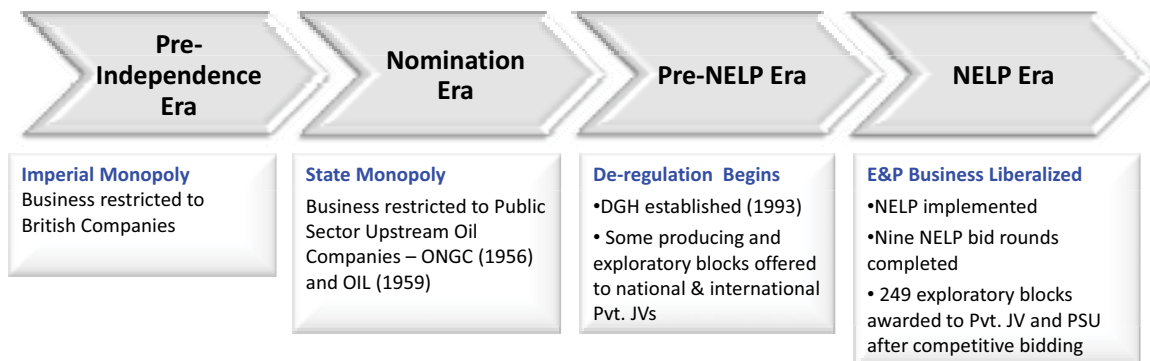 Pre-
Independence
Era
Nomination
Era
Pre-NELP Era
NELP Era
Imperial Monopoly
Business restricted to
British Companies
State Monopoly
Business restricted to Public
Sector Upstream Oil
Companies – ONGC (1956)
and OIL (1959)
De-regulation Begins
•DGH established (1993)
• Some producing and
exploratory blocks offered
to national & international
Pvt. JVs
E&P Business Liberalized
•NELP implemented
•Nine NELP bid rounds
completed
• 249 exploratory blocks
awarded to Pvt. JV and PSU
after competitive bidding